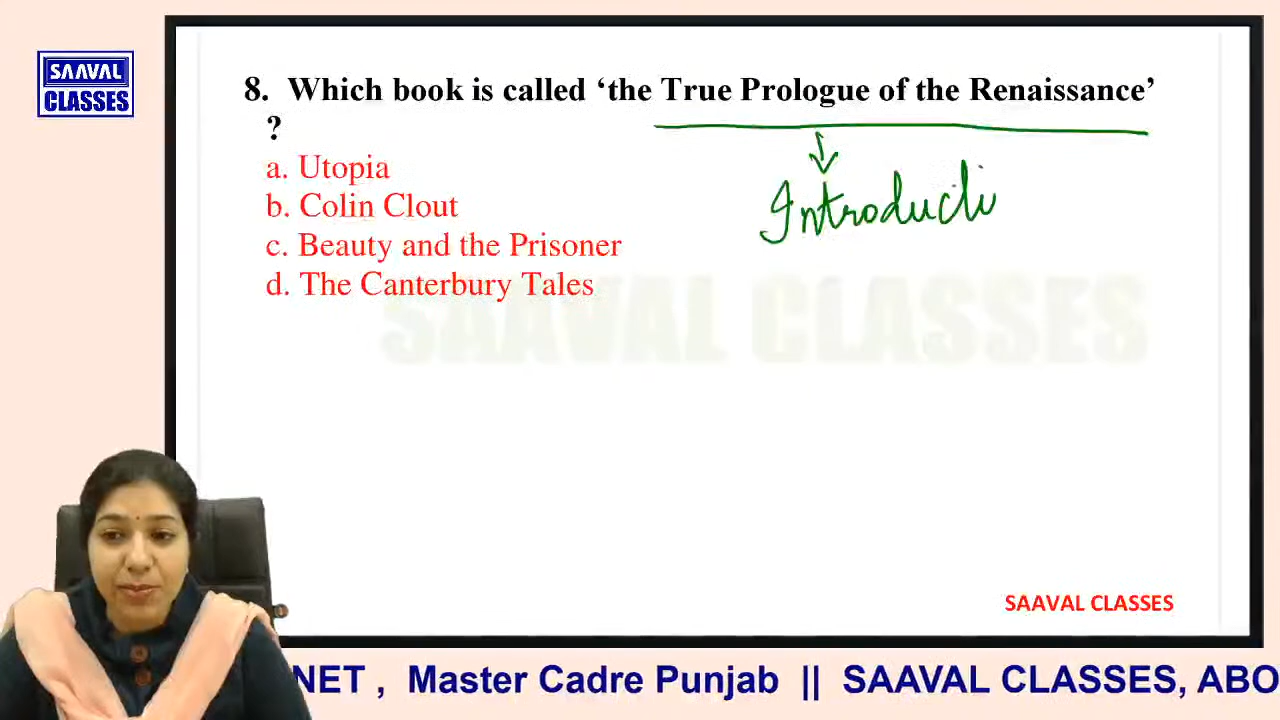 SAAVAL
CLASSES
8. Which book is called ‘the True Prologue of the Renaissance’
?
a. Utopia
b. Colin Clout
c. Beauty and the Prisoner
d. The Canterbury Tales
Introducti
SAAVAL CLASSES
SAAVAL CLASSES
NET , Master Cadre Punjab || SAAVAL CLASSES, ABO